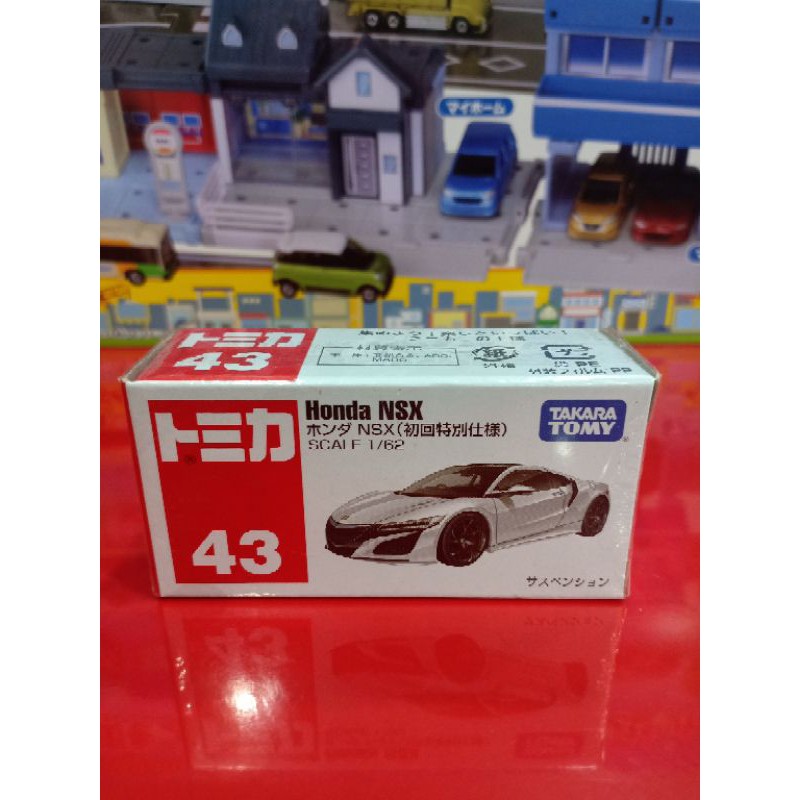 マイホーム
トミカ
43
トミカ
43
Honda NSX
ホンダ NSX(初回特別仕様)
SCALE 1/62
TAKARA
TOMY
サスペンション